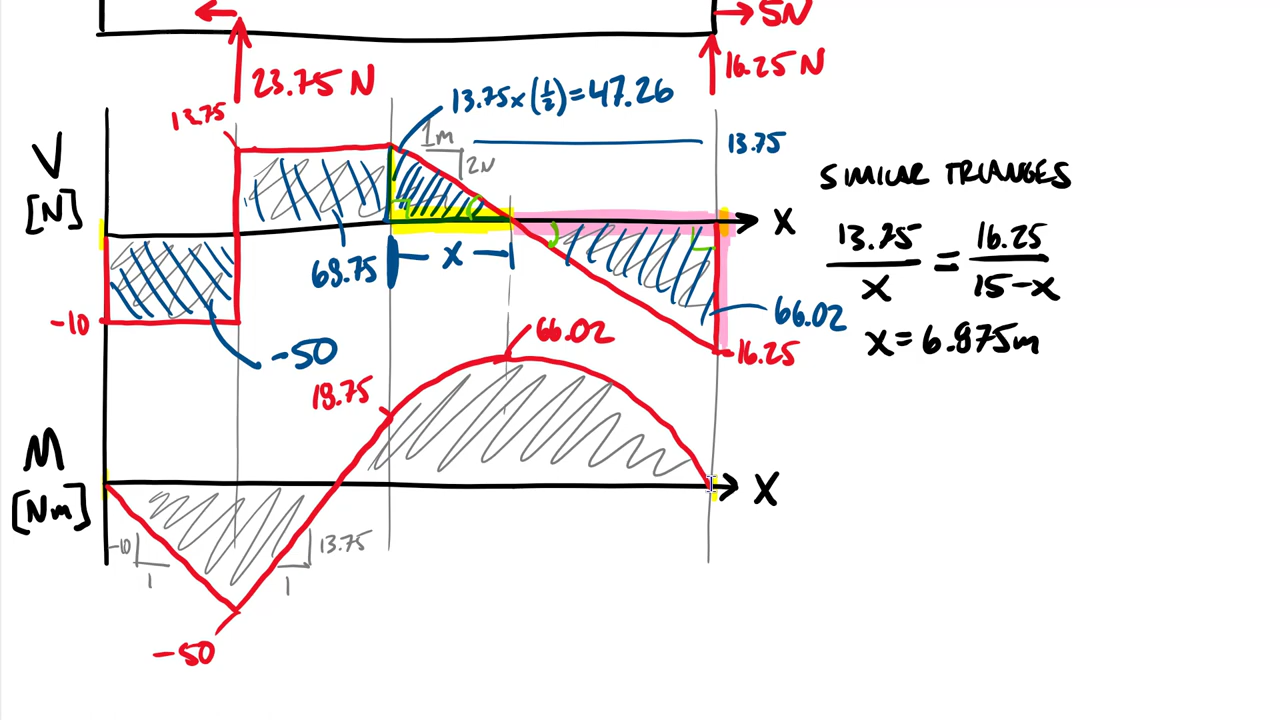 5N
23.75 N
16.25 N
13.75
13.75x(½)=47.26
1m
2N
13.75
V
[N]
X
68.75
x
-10
-50
66.02
-16.25
SIMILAR TRIANGES
13.75/x = 16.25/15-x
x=6.875m
66.02
18.75
M
[Nm]
X
-10
1
13.75
1
-50